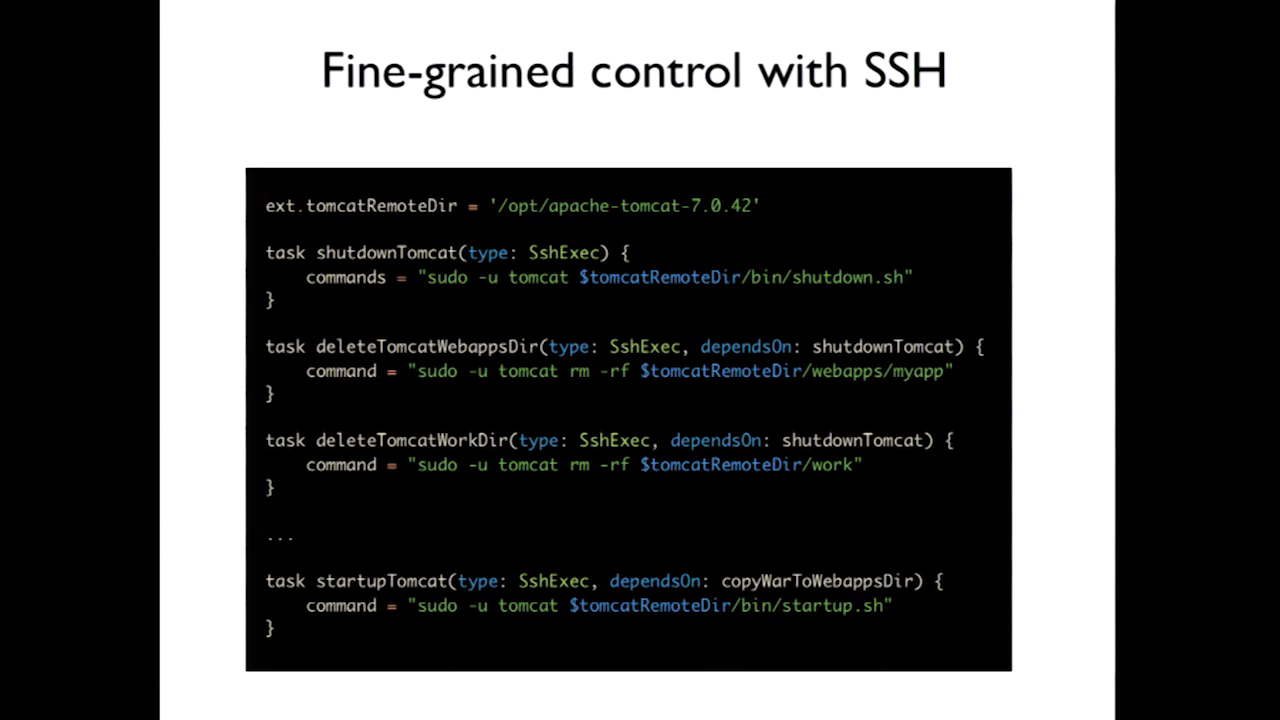 Fine-grained control with SSH
ext.tomcatRemoteDir = '/opt/apache-tomcat-7.0.42'
task shutdownTomcat(type: SshExec) {
    commands = "sudo -u tomcat $tomcatRemoteDir/bin/shutdown.sh"
}
task deleteTomcatWebappsDir(type: SshExec, dependsOn: shutdownTomcat) {
    command = "sudo -u tomcat rm -rf $tomcatRemoteDir/webapps/myapp"
}
task deleteTomcatWorkDir(type: SshExec, dependsOn: shutdownTomcat) {
    command = "sudo -u tomcat rm -rf $tomcatRemoteDir/work"
}
...
task startupTomcat(type: SshExec, dependsOn: copyWarToWebappsDir) {
    command = "sudo -u tomcat $tomcatRemoteDir/bin/startup.sh"
}